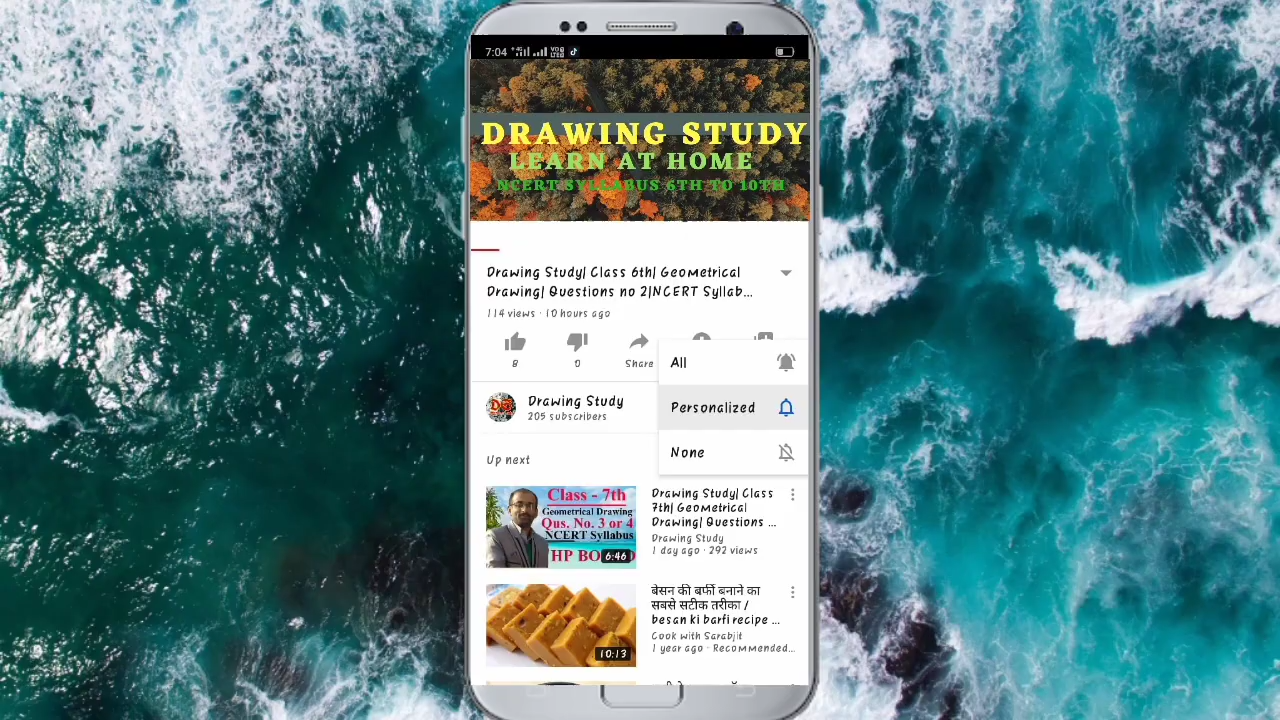 7:04
DRAWING STUDY
LEARN AT HOME
NCERT SYLLABUS 6TH TO 10TH
Drawing Study| Class 6th| Geometrical
Drawing| Questions no 2|NCERT Syllab...
114 views · 10 hours ago
8
0
Share
All
Personalized
None
Drawing Study
205 subscribers
Up next
Class - 7th
Geometrical Drawing
Qus. No. 3 or 4
NCERT Syllabus
HP BO
6:46
Drawing Study| Class
7th| Geometrical
Drawing| Questions ...
Drawing Study
1 day ago · 292 views
10:13
बेसन की बर्फी बनाने का
सबसे सटीक तरीका /
besan ki barfi recipe ...
Cook with Sarabjit
1 year ago · Recommended...